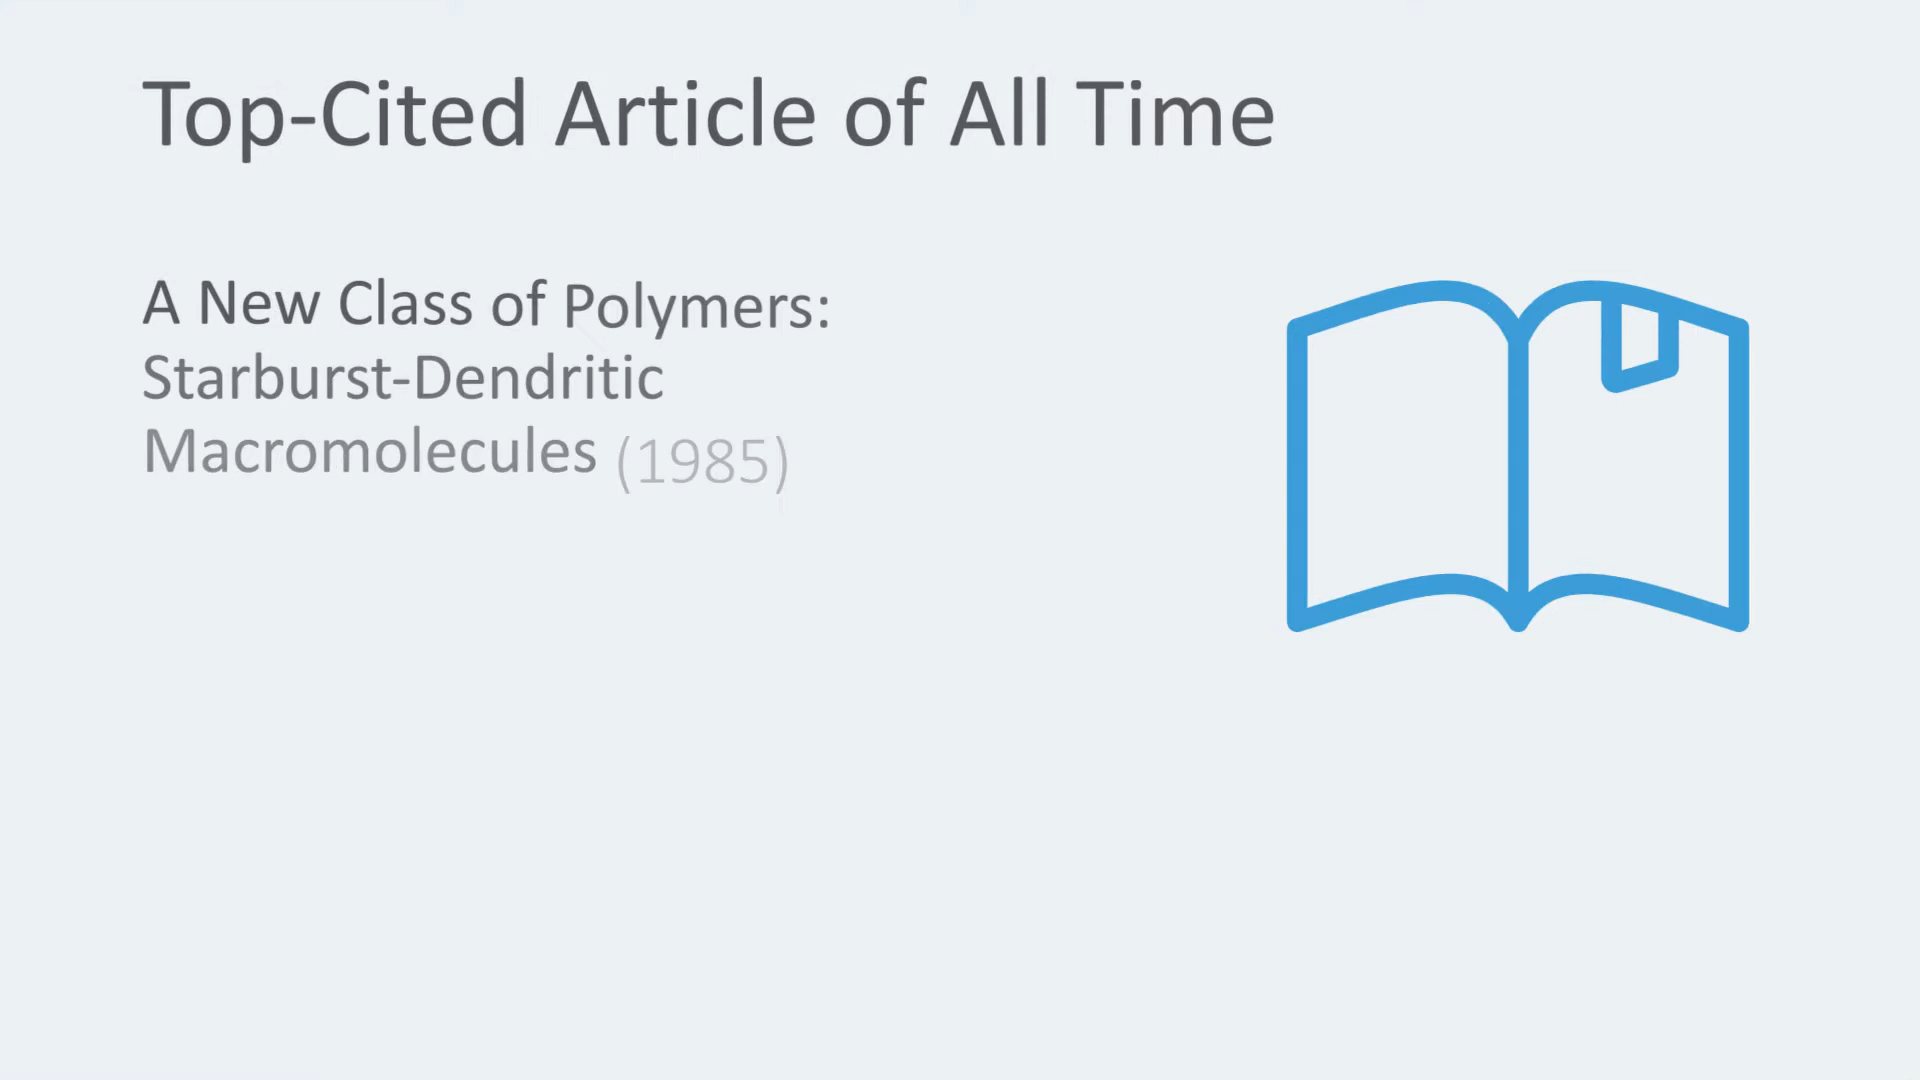 Top-Cited Article of All Time
A New Class of Polymers:
Starburst-Dendritic
Macromolecules (1985)